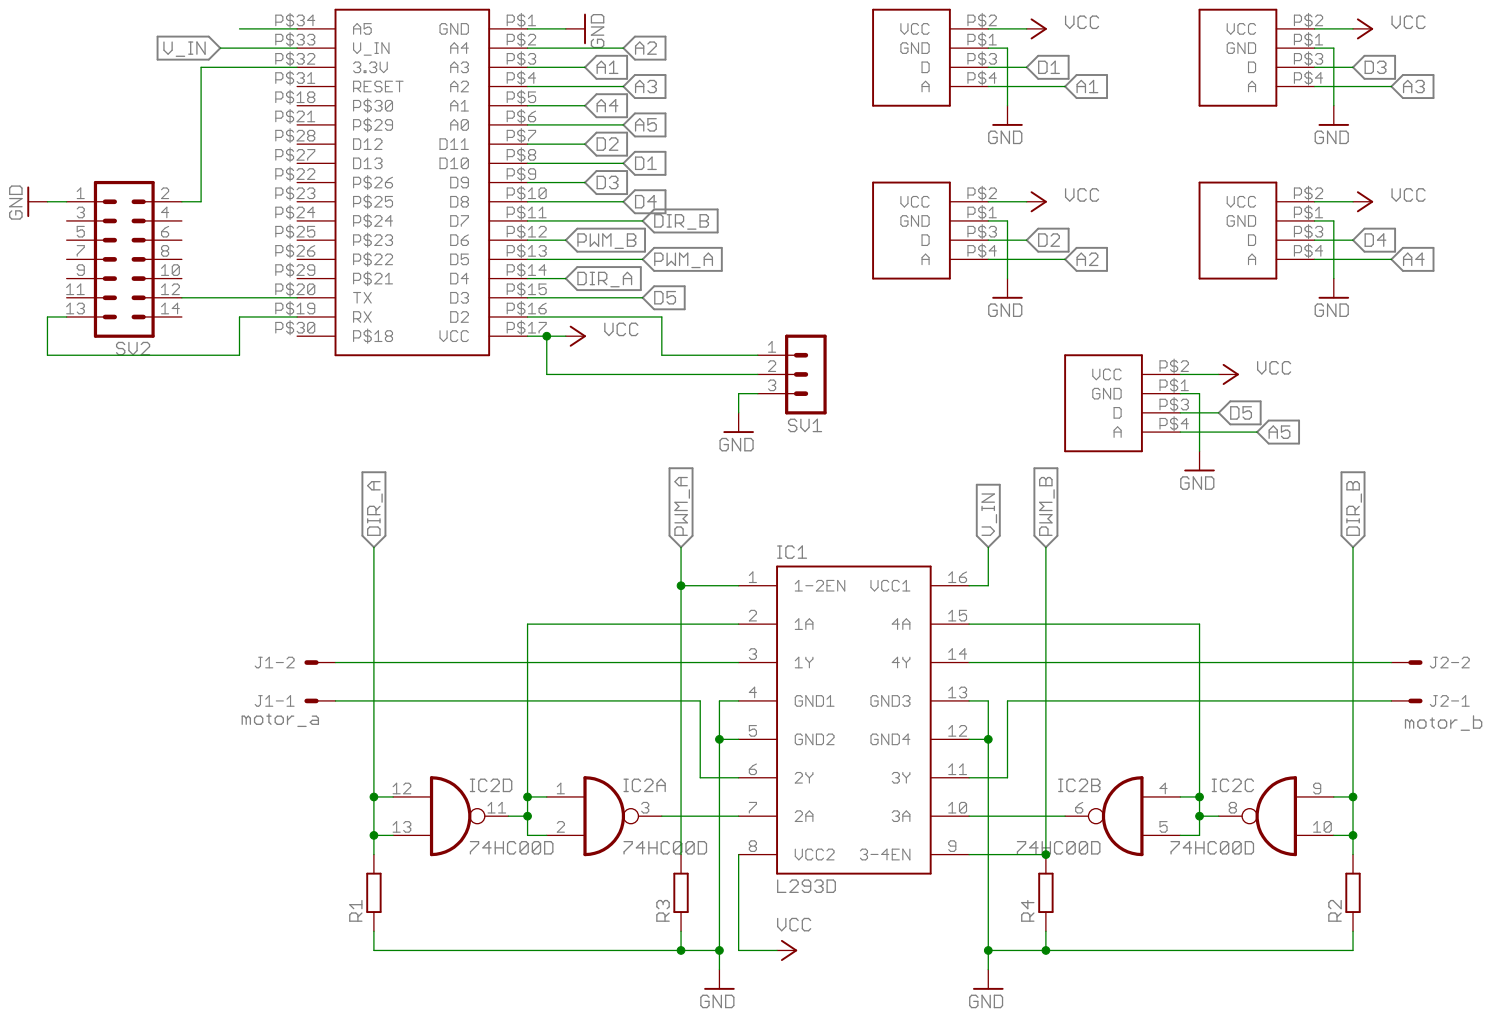 P$34 A5 GND P$1 GND
V_IN P$33 V_IN A4 P$2 A2
P$32 3.3V A3 P$3 A1
P$31 RESET A2 P$4 A3
P$18 P$30 A1 P$5 A4
P$21 P$29 A0 P$6 A5
P$28 D12 D11 P$7 D2
P$27 D13 D10 P$8 D1
P$22 P$26 D9 P$9 D3
P$23 P$25 D8 P$10 D4
P$24 P$24 D7 P$11 DIR_B
P$25 P$23 D6 P$12 PWM_B
P$26 P$22 D5 P$13 PWM_A
P$29 P$21 D4 P$14 DIR_A
P$20 TX D3 P$15 D5
P$19 RX D2 P$16
P$30 P$18 VCC P$17 VCC
GND 1 2
3 4
5 6
7 8
9 10
11 12
13 14
SV2
1
2
3
SV1
GND
VCC P$2 VCC
GND P$1
D P$3 D1
A P$4 A1
GND
VCC P$2 VCC
GND P$1
D P$3 D3
A P$4 A3
GND
VCC P$2 VCC
GND P$1
D P$3 D2
A P$4 A2
GND
VCC P$2 VCC
GND P$1
D P$3 D4
A P$4 A4
GND
VCC P$2 VCC
GND P$1
D P$3 D5
A P$4 A5
GND
DIR_A PWM_A V_IN PWM_B DIR_B
IC1
1 1-2EN VCC1 16
2 1A 4A 15
J1-2 3 1Y 4Y 14 J2-2
J1-1 4 GND1 GND3 13 J2-1
motor_a motor_b
5 GND2 GND4 12
6 2Y 3Y 11
7 2A 3A 10
8 VCC2 3-4EN 9
L293D
IC2D IC2A IC2B IC2C
12 1 4 9
11 3 6 8
13 2 5 10
74HC00D 74HC00D 74HC00D 74HC00D
R1 R3 R4 R2
VCC
GND GND